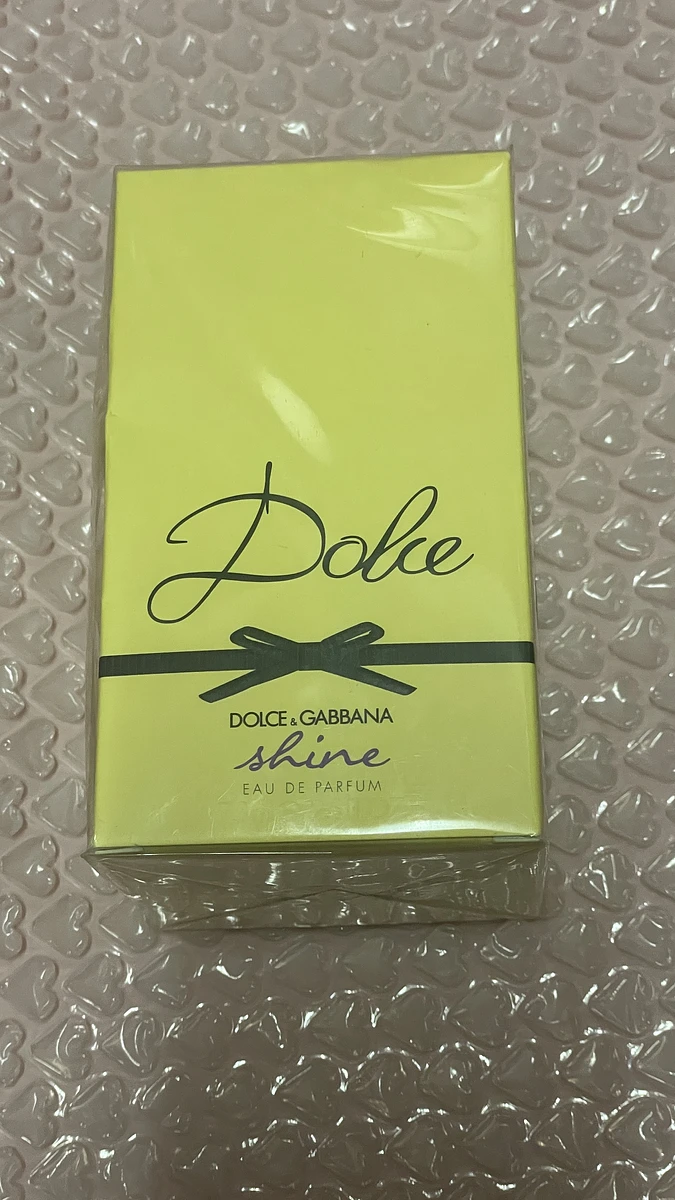 Dolce
DOLCE & GABBANA
shine
EAU DE PARFUM